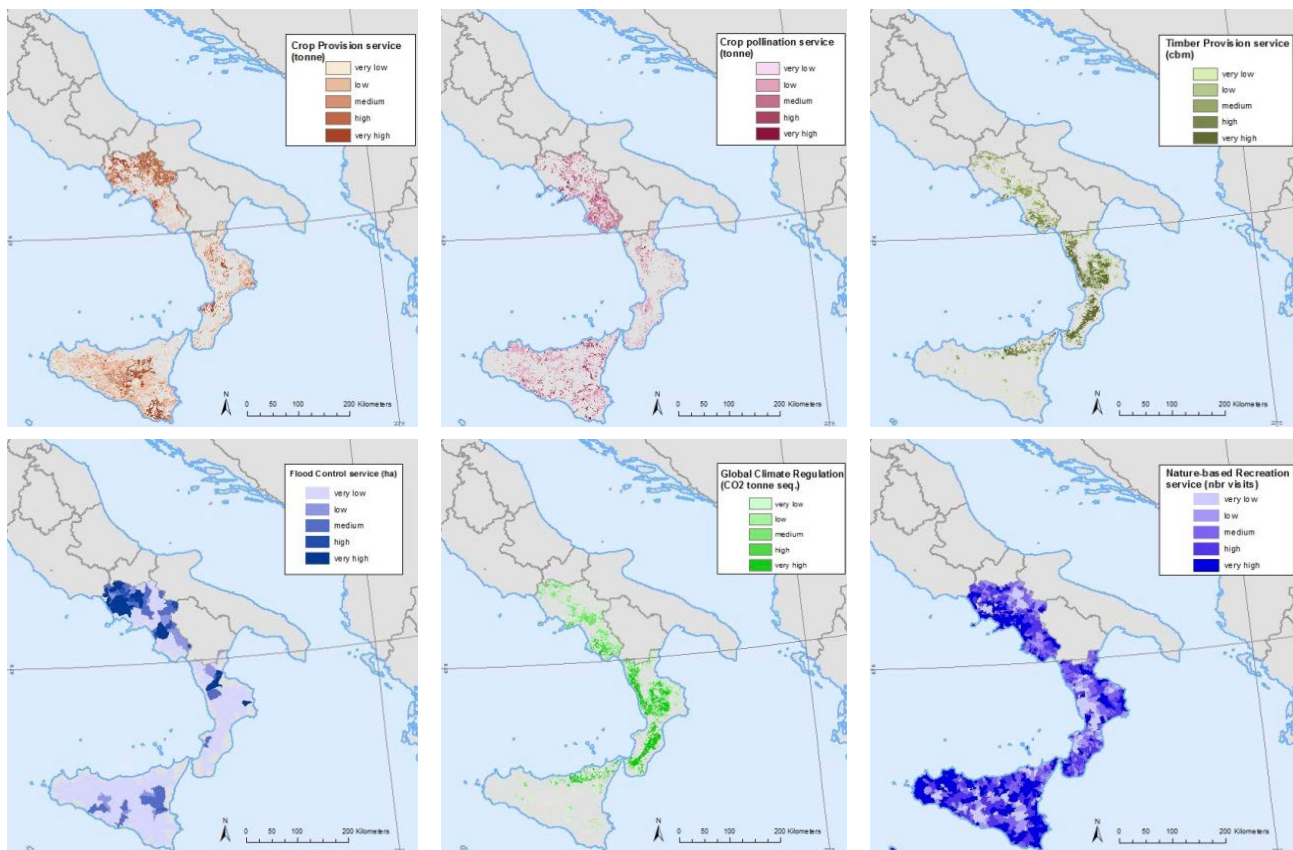 Crop Provision service
(tonne)
very low
low
medium
high
very high
N
0 50 100 200 Kilometers
Crop pollination service
(tonne)
very low
low
medium
high
very high
N
0 50 100 200 Kilometers
Timber Provision service
(cbm)
very low
low
medium
high
very high
N
0 50 100 200 Kilometers
Flood Control service (ha)
very low
low
medium
high
very high
N
0 50 100 200 Kilometers
Global Climate Regulation
(CO2 tonne seq.)
very low
low
medium
high
very high
N
0 50 100 200 Kilometers
Nature-based Recreation
service (nbr visits)
very low
low
medium
high
very high
N
0 50 100 200 Kilometers